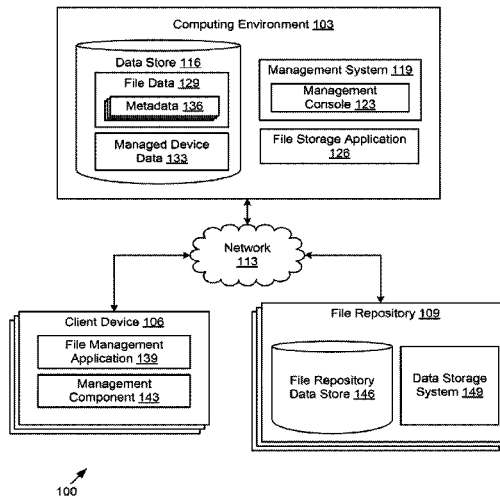 Computing Environment 103
Data Store 116
File Data 129
Metadata 136
Managed Device
Data 133
Management System 119
Management
Console 123
File Storage Application
126
Network
113
Client Device 106
File Management
Application 139
Management
Component 143
File Repository 109
File Repository
Data Store 146
Data Storage
System 149
100